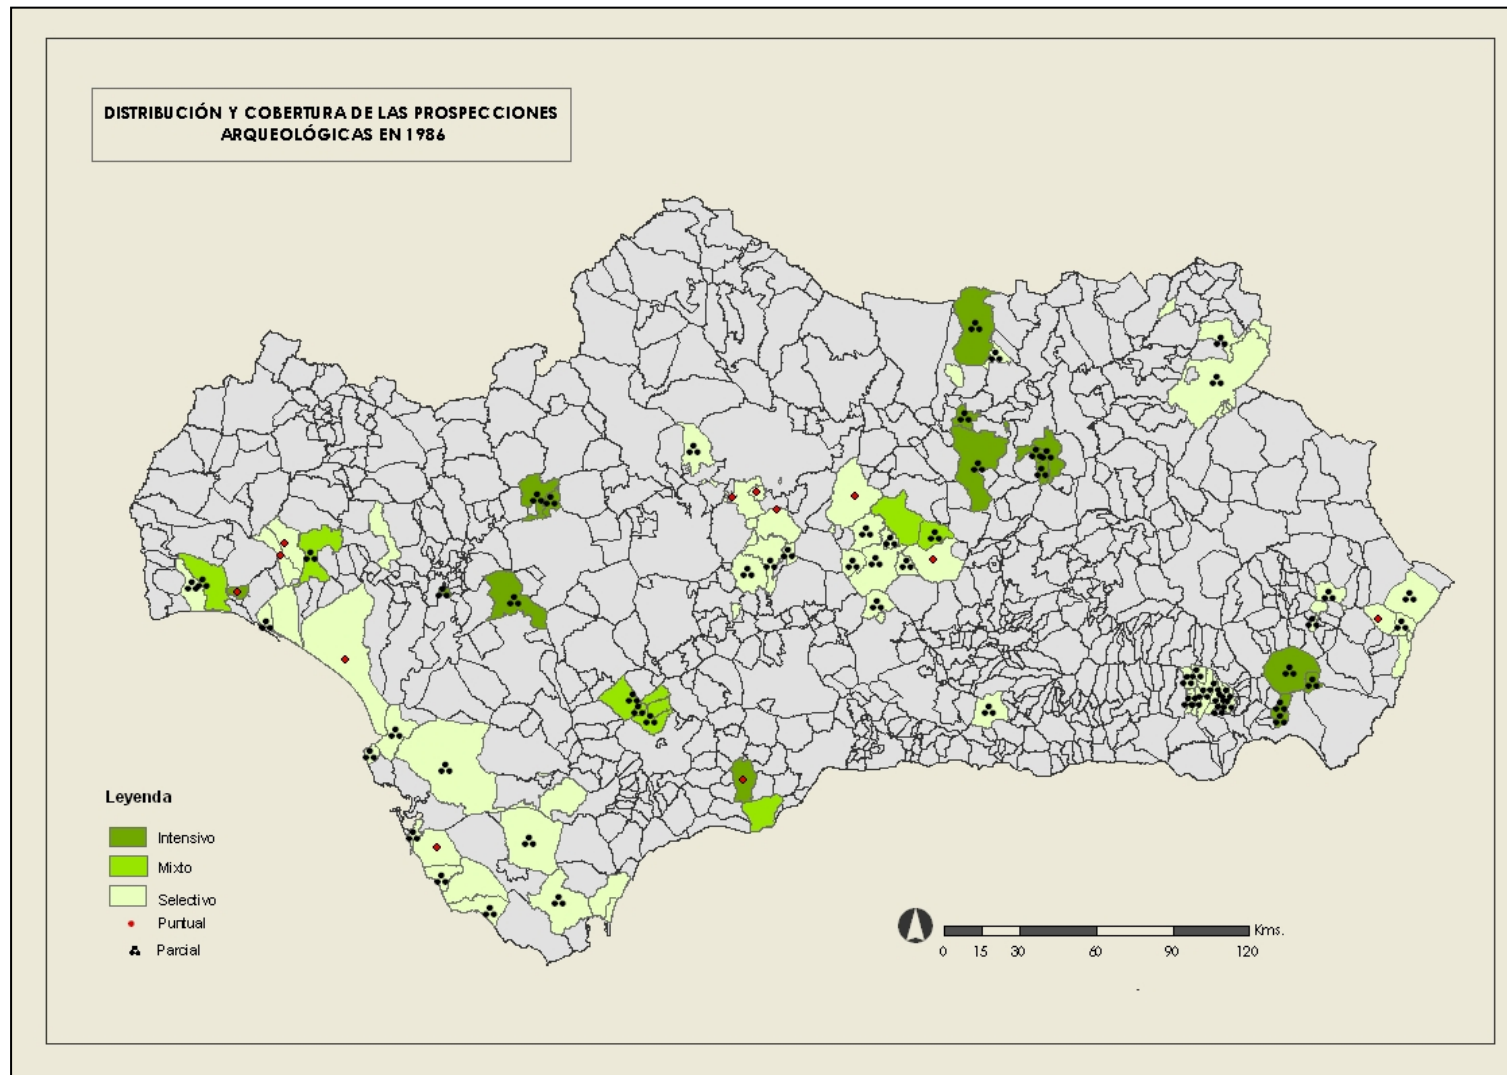 DISTRIBUCIÓN Y COBERTURA DE LAS PROSPECCIONES
ARQUEOLÓGICAS EN 1986
Leyenda
Intensivo
Mixto
Selectivo
Puntual
Parcial
Kms.
0 15 30 60 90 120